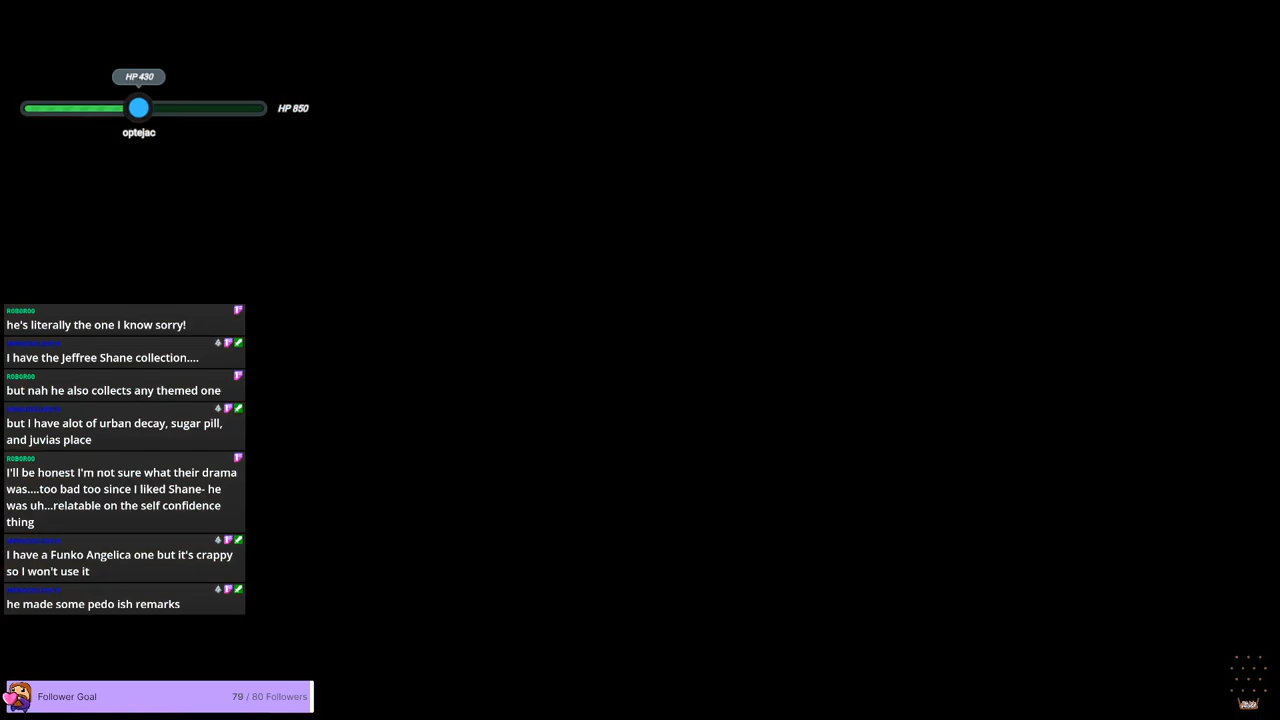 HP 430
HP 850
optejac
ROBOROO
he's literally the one I know sorry!
I have the Jeffree Shane collection....
ROBOROO
but nah he also collects any themed one
but I have alot of urban decay, sugar pill,
and juvias place
ROBOROO
I'll be honest I'm not sure what their drama
was....too bad too since I liked Shane- he
was uh...relatable on the self confidence
thing
I have a Funko Angelica one but it's crappy
so I won't use it
he made some pedo ish remarks
Follower Goal
79 / 80 Followers